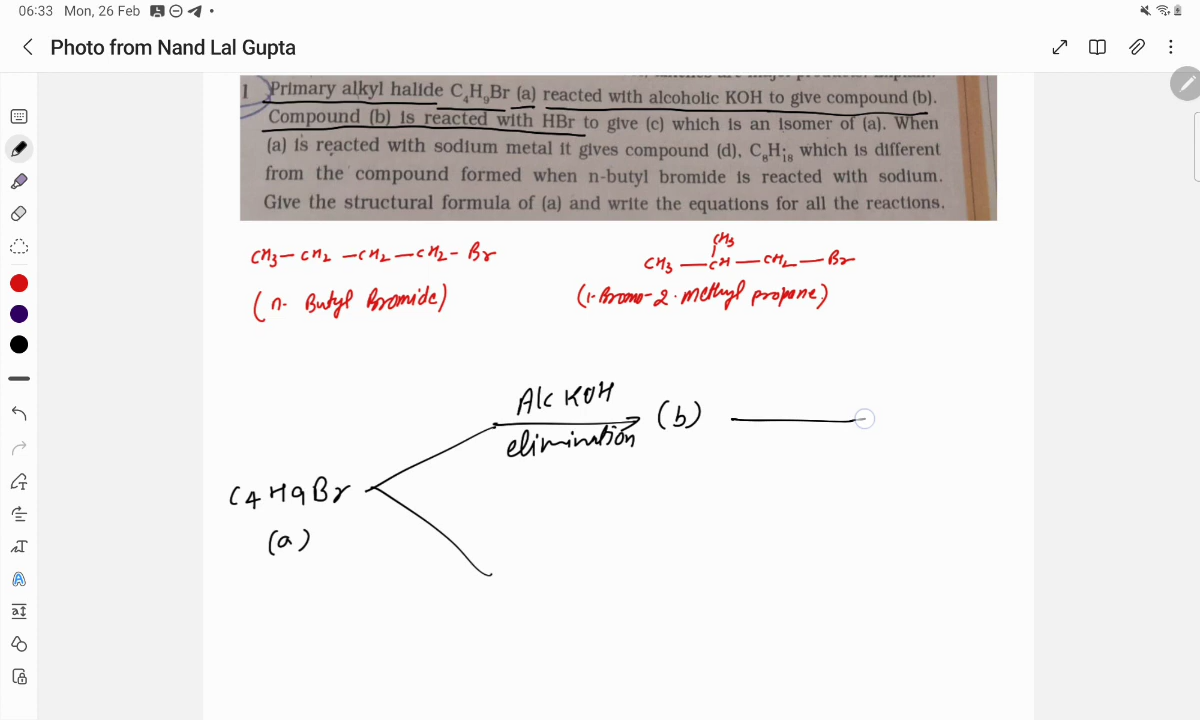 06:33 Mon, 26 Feb
Photo from Nand Lal Gupta
1 Primary alkyl halide C₄H₉Br (a) reacted with alcoholic KOH to give compound (b).
Compound (b) is reacted with HBr to give (c) which is an isomer of (a). When
(a) is reacted with sodium metal it gives compound (d), C₈H₁₈ which is different
from the compound formed when n-butyl bromide is reacted with sodium.
Give the structural formula of (a) and write the equations for all the reactions.
CH₃
CH₃ — CH₂ — CH₂ — CH₂ - Br
CH₃ — CH — CH₂ — Br
(n- Butyl Bromide)
(1-Bromo-2-methyl propane)
Alc KOH
(b)
elimination
C4H9Br
(a)